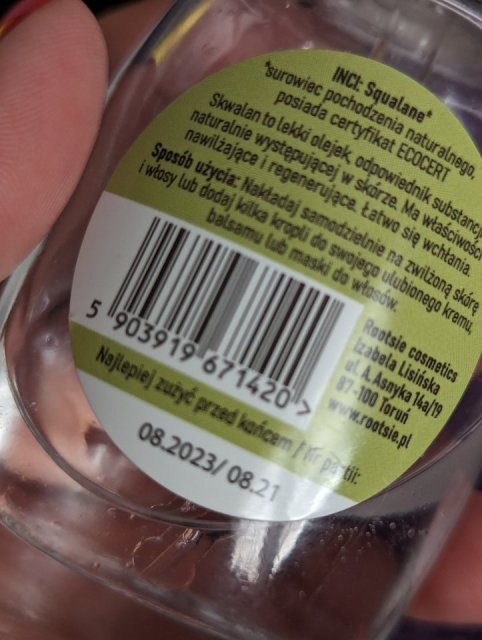 INCI: Squalane*
*surowiec pochodzenia naturalnego,
posiada certyfikat ECOCERT
Skwalan to lekki olejek, odpowiednik substancji
naturalnie występującej w skórze. Ma właściwości
nawilżające i regenerujące. Łatwo się wchłania.
Sposób użycia: Nakładaj samodzielnie na zwilżoną skórę
i włosy lub dodaj kilka kropli do swojego ulubionego kremu,
balsamu lub maski do włosów.
Rootsie cosmetics
Izabela Lisińska
ul. A. Asnyka 14a/19
87-100 Toruń
www.rootsie.pl
5 903919 671420 >
Najlepiej zużyć przed końcem / Nr partii:
08.2023/ 08.21